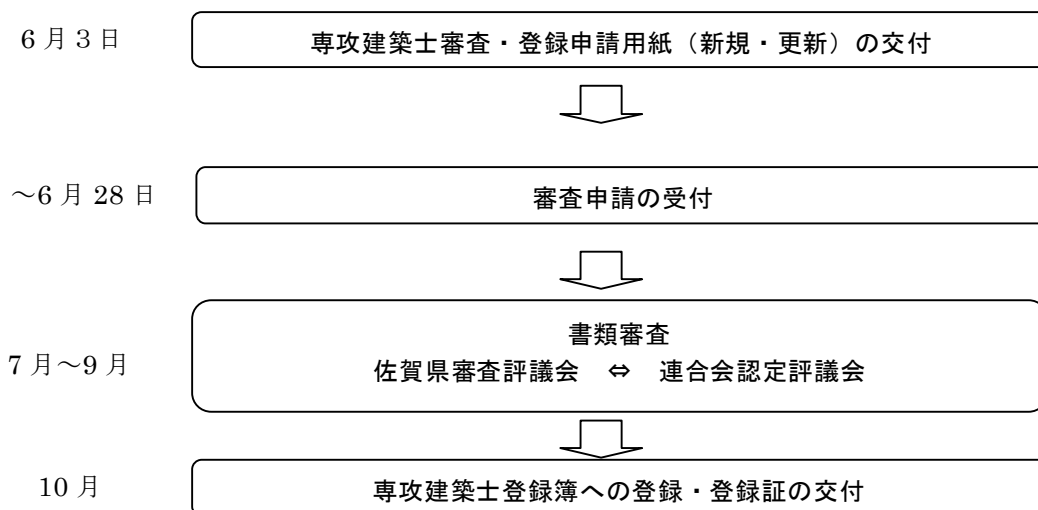 6月3日 専攻建築士審査・登録申請用紙（新規・更新）の交付
～6月28日 審査申請の受付
書類審査
7月～9月 佐賀県審査評議会 ⇔ 連合会認定評議会
10月 専攻建築士登録簿への登録・登録証の交付